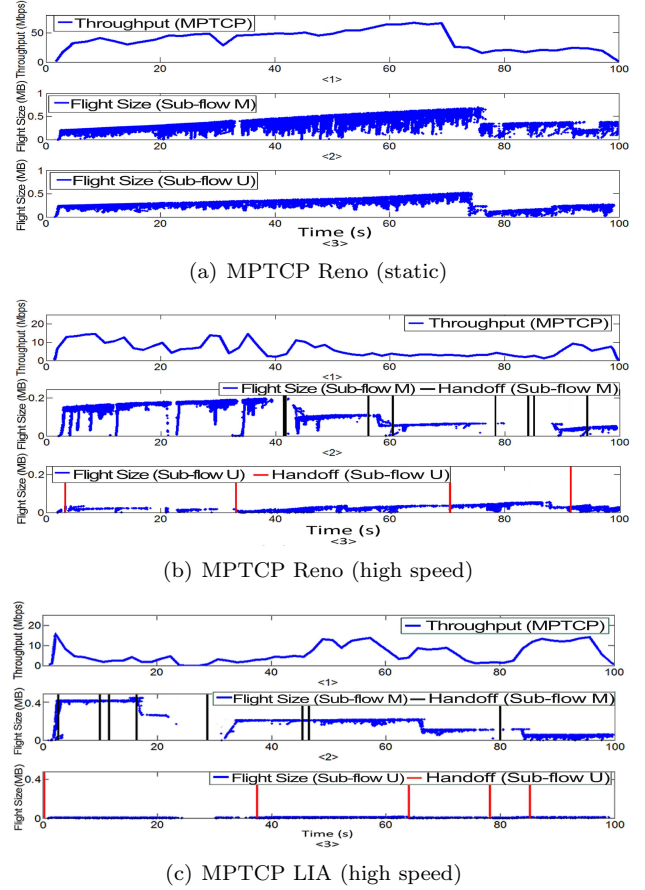 Throughput (MPTCP)
Throughput (Mbps)
50
0
0 20 40 60 80 100
<1>
Flight Size (Sub-flow M)
Flight Size (MB)
1
0.5
0
0 20 40 60 80 100
<2>
Flight Size (Sub-flow U)
Flight Size (MB)
1
0.5
0
0 20 40 60 80 100
Time (s)
<3>
(a) MPTCP Reno (static)
Throughput (MPTCP)
Throughput (Mbps)
20
10
0
0 20 40 60 80 100
<1>
Flight Size (Sub-flow M) Handoff (Sub-flow M)
Flight Size (MB)
0.2
0
0 20 40 60 80 100
<2>
Flight Size (Sub-flow U) Handoff (Sub-flow U)
Flight Size (MB)
0.2
0
0 20 40 60 80 100
Time (s)
<3>
(b) MPTCP Reno (high speed)
Throughput (MPTCP)
Throughput (Mbps)
20
10
0
0 20 40 60 80 100
<1>
Flight Size (Sub-flow M) Handoff (Sub-flow M)
Flight Size (MB)
0.4
0
0 20 40 60 80 100
<2>
Flight Size (Sub-flow U) Handoff (Sub-flow U)
Flight Size (MB)
0.4
0
0 20 40 60 80 100
Time (s)
<3>
(c) MPTCP LIA (high speed)